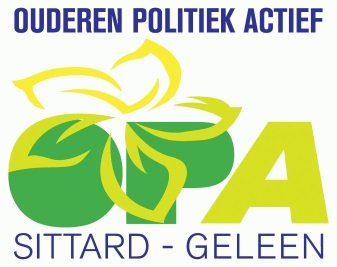 OUDEREN POLITIEK ACTIEF
OPA
SITTARD - GELEEN